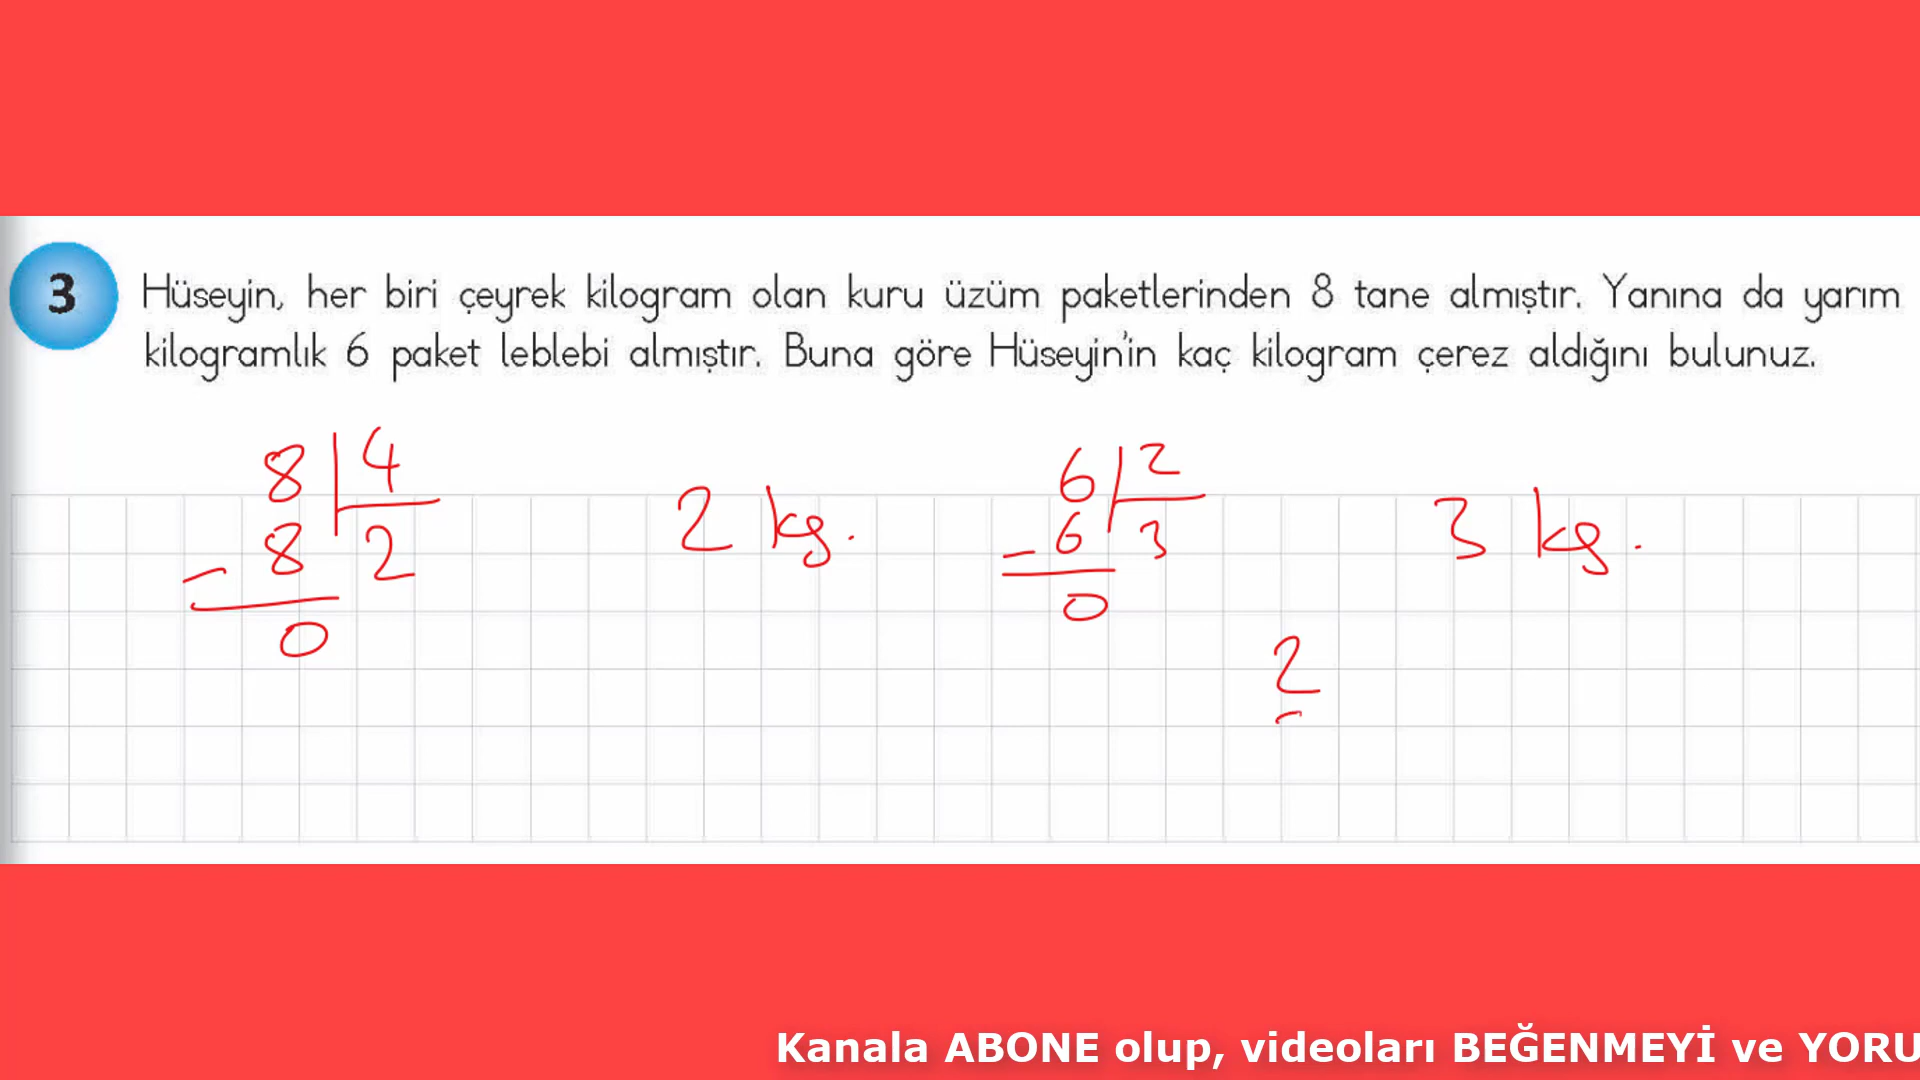 3
Hüseyin, her biri çeyrek kilogram olan kuru üzüm paketlerinden 8 tane almıştır. Yanına da yarım
kilogramlık 6 paket leblebi almıştır. Buna göre Hüseyin'in kaç kilogram çerez aldığını bulunuz.
8 4
- 8 2
0
2 kg.
6 2
- 6 3
0
3 kg.
2
Kanala ABONE olup, videoları BEĞENMEYİ ve YORU